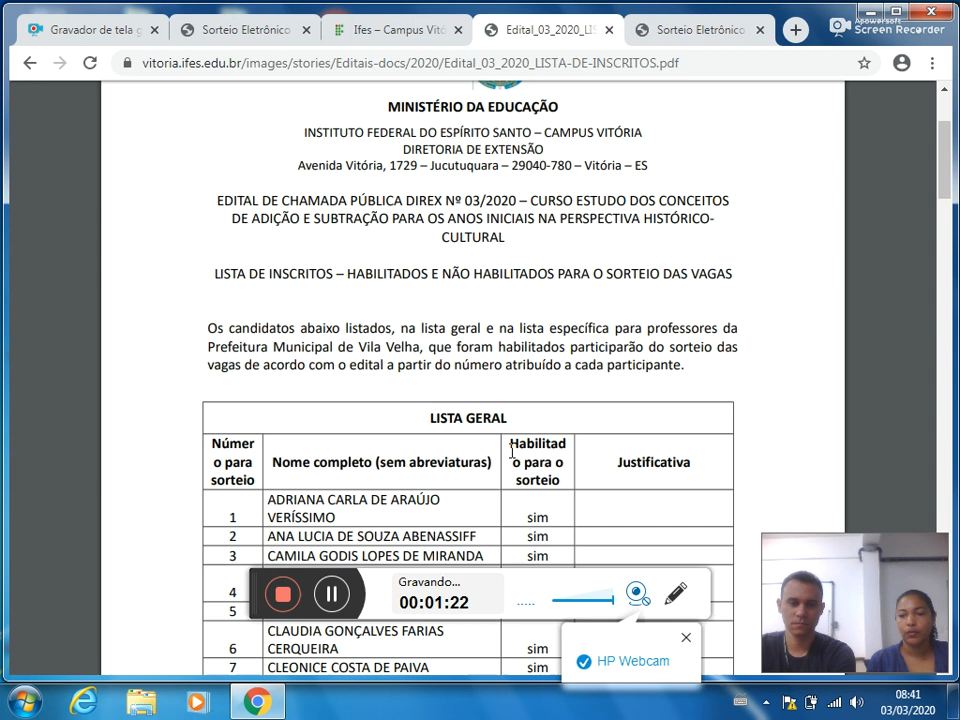 Gravador de tela g
Sorteio Eletrônico
Ifes – Campus Vitó
Edital_03_2020_LIS
Sorteio Eletrônico
Apowersoft
Screen Recorder
vitoria.ifes.edu.br/images/stories/Editais-docs/2020/Edital_03_2020_LISTA-DE-INSCRITOS.pdf
MINISTÉRIO DA EDUCAÇÃO
INSTITUTO FEDERAL DO ESPÍRITO SANTO – CAMPUS VITÓRIA
DIRETORIA DE EXTENSÃO
Avenida Vitória, 1729 – Jucutuquara – 29040-780 – Vitória – ES
EDITAL DE CHAMADA PÚBLICA DIREX Nº 03/2020 – CURSO ESTUDO DOS CONCEITOS
DE ADIÇÃO E SUBTRAÇÃO PARA OS ANOS INICIAIS NA PERSPECTIVA HISTÓRICO-
CULTURAL
LISTA DE INSCRITOS – HABILITADOS E NÃO HABILITADOS PARA O SORTEIO DAS VAGAS
Os candidatos abaixo listados, na lista geral e na lista específica para professores da
Prefeitura Municipal de Vila Velha, que foram habilitados participarão do sorteio das
vagas de acordo com o edital a partir do número atribuído a cada participante.
LISTA GERAL
Númer
o para
sorteio
Nome completo (sem abreviaturas)
Habilitad
o para o
sorteio
Justificativa
ADRIANA CARLA DE ARAÚJO
1 VERÍSSIMO sim
2 ANA LUCIA DE SOUZA ABENASSIFF sim
3 CAMILA GODIS LOPES DE MIRANDA sim
4
5
CLAUDIA GONÇALVES FARIAS
6 CERQUEIRA sim
7 CLEONICE COSTA DE PAIVA sim
Gravando...
00:01:22
HP Webcam
08:41
03/03/2020